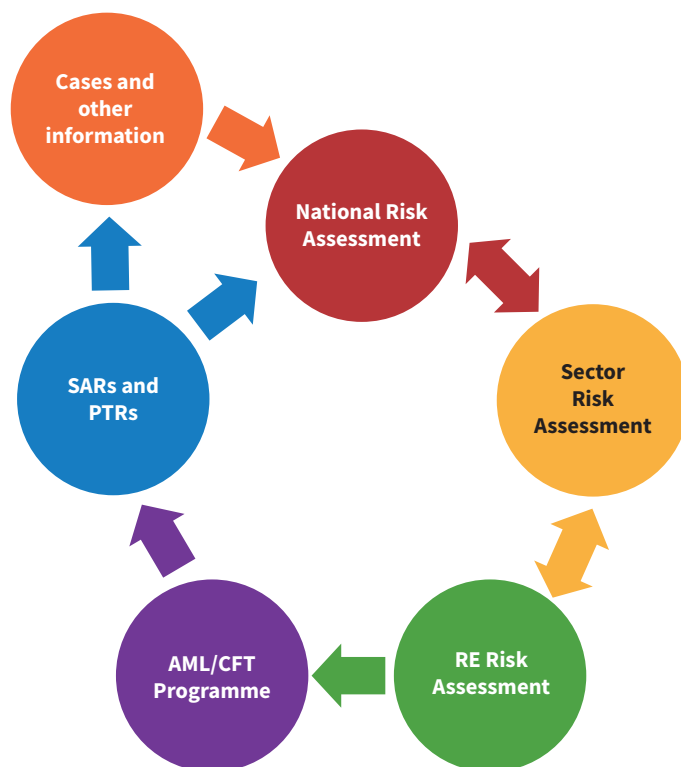 Cases and
other
information
National Risk
Assessment
SARs and
PTRs
Sector
Risk
Assessment
AML/CFT
Programme
RE Risk
Assessment